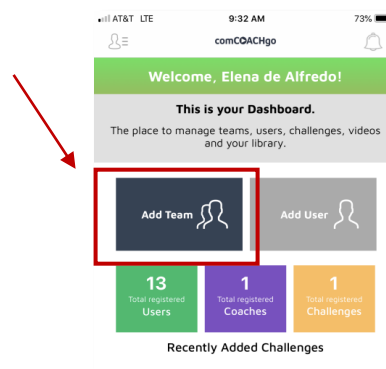 AT&T LTE 9:32 AM 73%
comCOACHgo
Welcome, Elena de Alfredo!
This is your Dashboard.
The place to manage teams, users, challenges, videos
and your library.
Add Team Add User
13 1 1
Total registered Total registered Total registered
Users Coaches Challenges
Recently Added Challenges